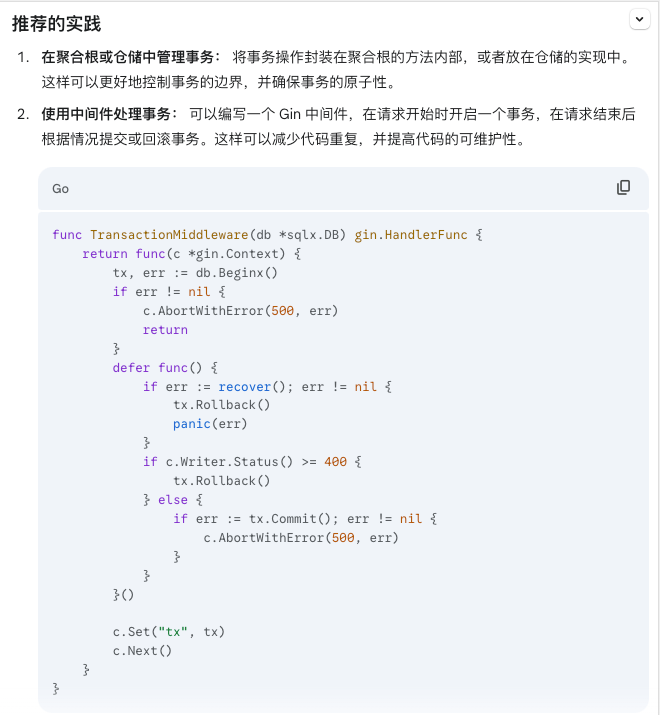 推荐的实践
1. 在聚合根或仓储中管理事务： 将事务操作封装在聚合根的方法内部，或者放在仓储的实现中。
这样可以更好地控制事务的边界，并确保事务的原子性。
2. 使用中间件处理事务： 可以编写一个 Gin 中间件，在请求开始时开启一个事务，在请求结束后
根据情况提交或回滚事务。这样可以减少代码重复，并提高代码的可维护性。
Go
func TransactionMiddleware(db *sqlx.DB) gin.HandlerFunc {
    return func(c *gin.Context) {
        tx, err := db.Beginx()
        if err != nil {
            c.AbortWithError(500, err)
            return
        }
        defer func() {
            if err := recover(); err != nil {
                tx.Rollback()
                panic(err)
            }
            if c.Writer.Status() >= 400 {
                tx.Rollback()
            } else {
                if err := tx.Commit(); err != nil {
                    c.AbortWithError(500, err)
                }
            }
        }()

        c.Set("tx", tx)
        c.Next()
    }
}